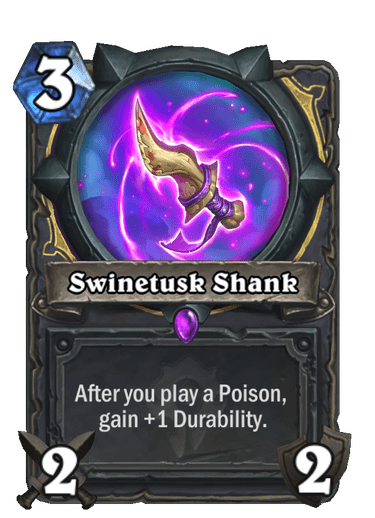 3
Swinetusk Shank
After you play a Poison,
gain +1 Durability.
2
2